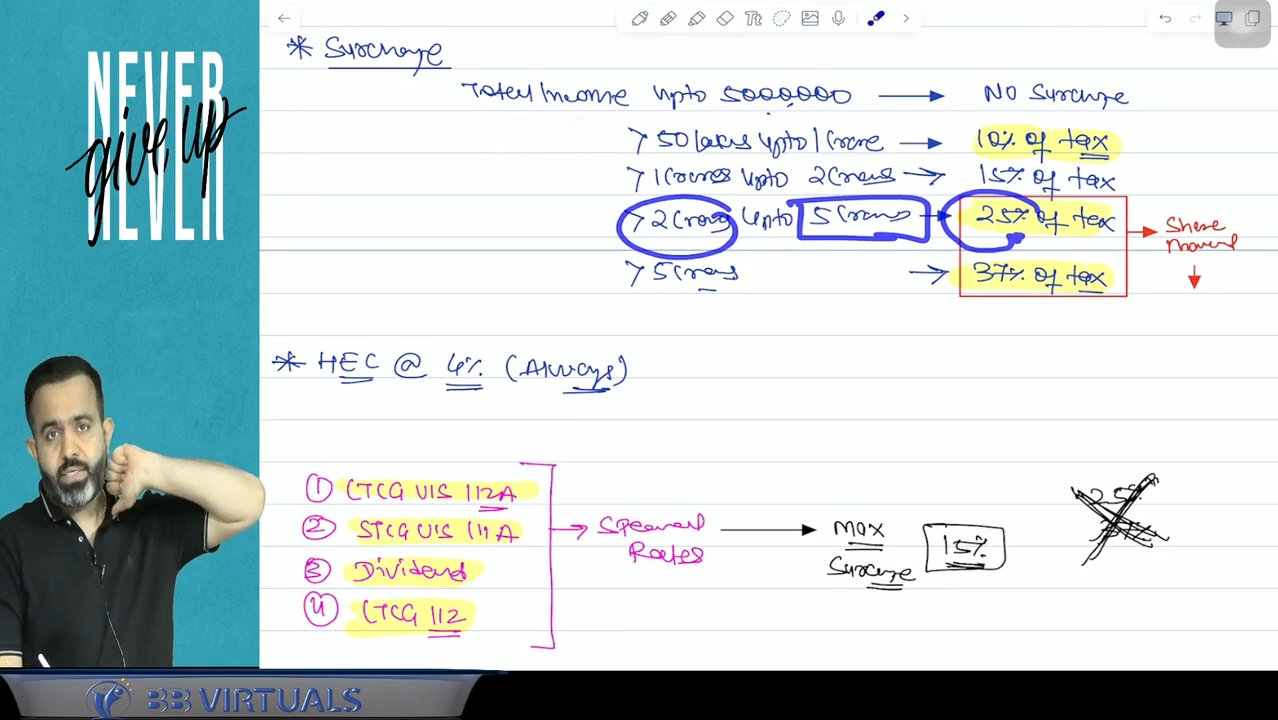 NEVER
give up
NEVER
* Surcharge
Total Income upto 5000000 → No Surcharge
> 50 lacs upto 1 Crore → 10% of tax
> 1 Crores upto 2 Crores → 15% of tax
> 2 Crores upto 5 Crores → 25% of tax → Share
Market ↓
> 5 Crores → 37% of tax
* HEC @ 4% (Always)
① LTCG U/S 112A
② STCG U/S 111A
③ Dividend
④ LTCG 112
→ Special
Rates
→ Max
Surcharge
15%
25%
BB VIRTUALS